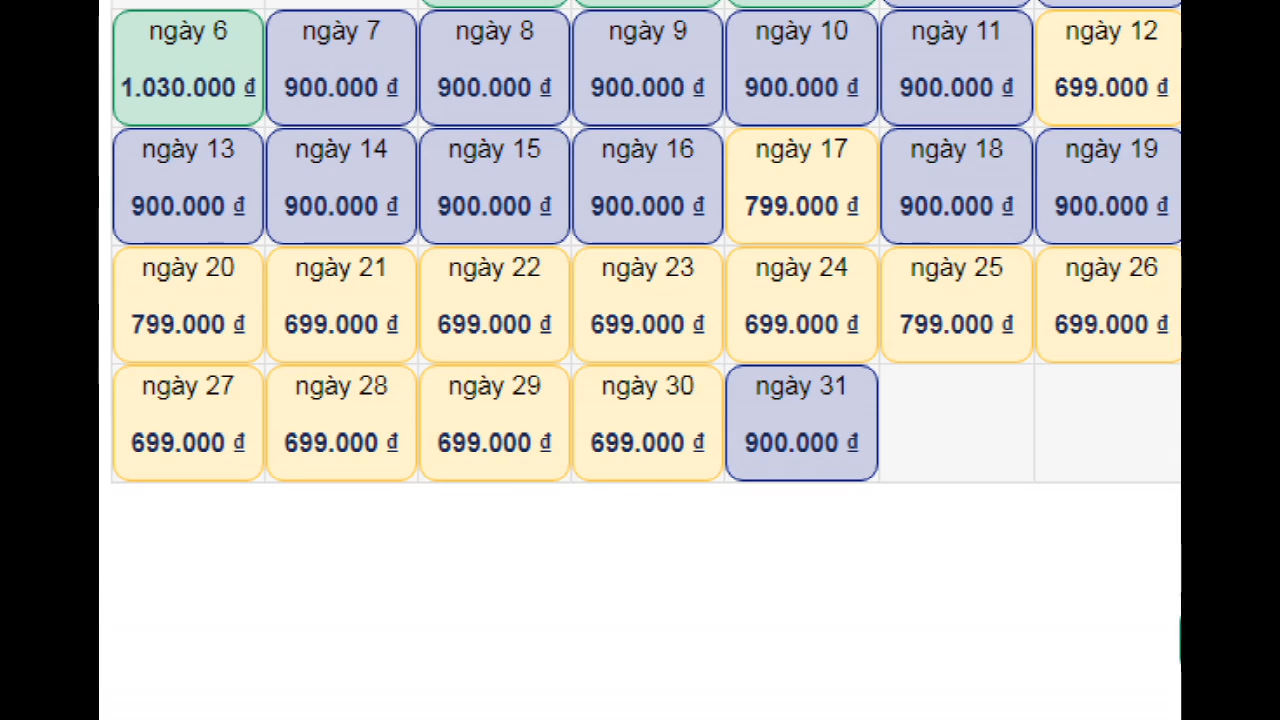 ngày 6 ngày 7 ngày 8 ngày 9 ngày 10 ngày 11 ngày 12
1.030.000 ₫ 900.000 ₫ 900.000 ₫ 900.000 ₫ 900.000 ₫ 900.000 ₫ 699.000 ₫
ngày 13 ngày 14 ngày 15 ngày 16 ngày 17 ngày 18 ngày 19
900.000 ₫ 900.000 ₫ 900.000 ₫ 900.000 ₫ 799.000 ₫ 900.000 ₫ 900.000 ₫
ngày 20 ngày 21 ngày 22 ngày 23 ngày 24 ngày 25 ngày 26
799.000 ₫ 699.000 ₫ 699.000 ₫ 699.000 ₫ 699.000 ₫ 799.000 ₫ 699.000 ₫
ngày 27 ngày 28 ngày 29 ngày 30 ngày 31
699.000 ₫ 699.000 ₫ 699.000 ₫ 699.000 ₫ 900.000 ₫